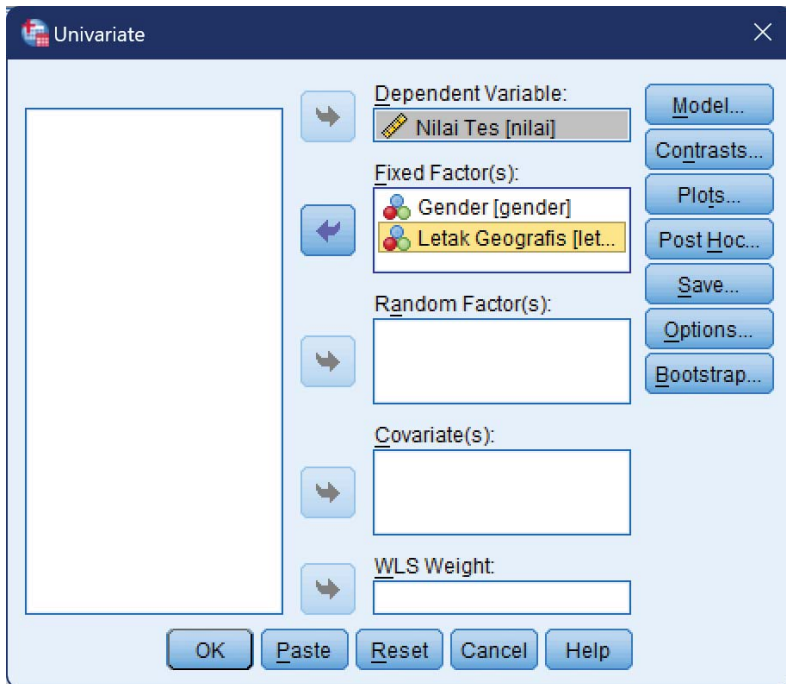 Univariate
Dependent Variable:
Nilai Tes [nilai]
Fixed Factor(s):
Gender [gender]
Letak Geografis [let...
Random Factor(s):
Covariate(s):
WLS Weight:
Model...
Contrasts...
Plots...
Post Hoc...
Save...
Options...
Bootstrap...
OK
Paste
Reset
Cancel
Help